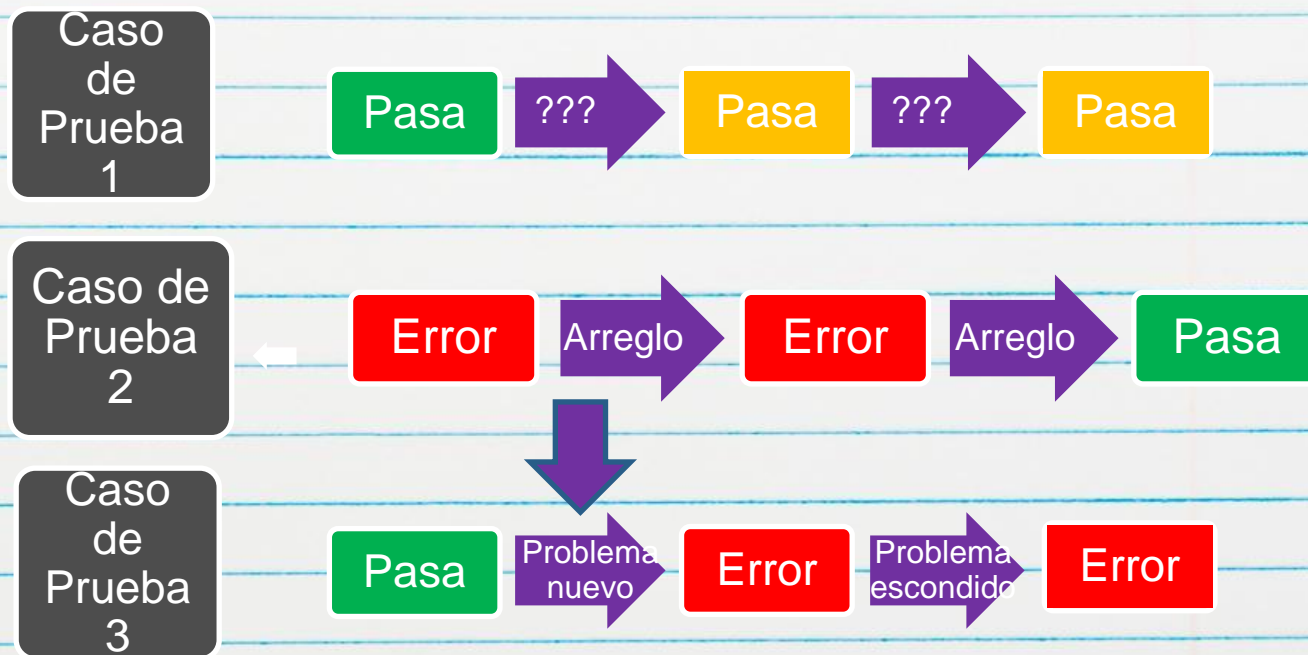 Caso
de
Prueba
1
Pasa
???
Pasa
???
Pasa
Caso de
Prueba
2
Error
Arreglo
Error
Arreglo
Pasa
Caso
de
Prueba
3
Pasa
Problema
nuevo
Error
Problema
escondido
Error